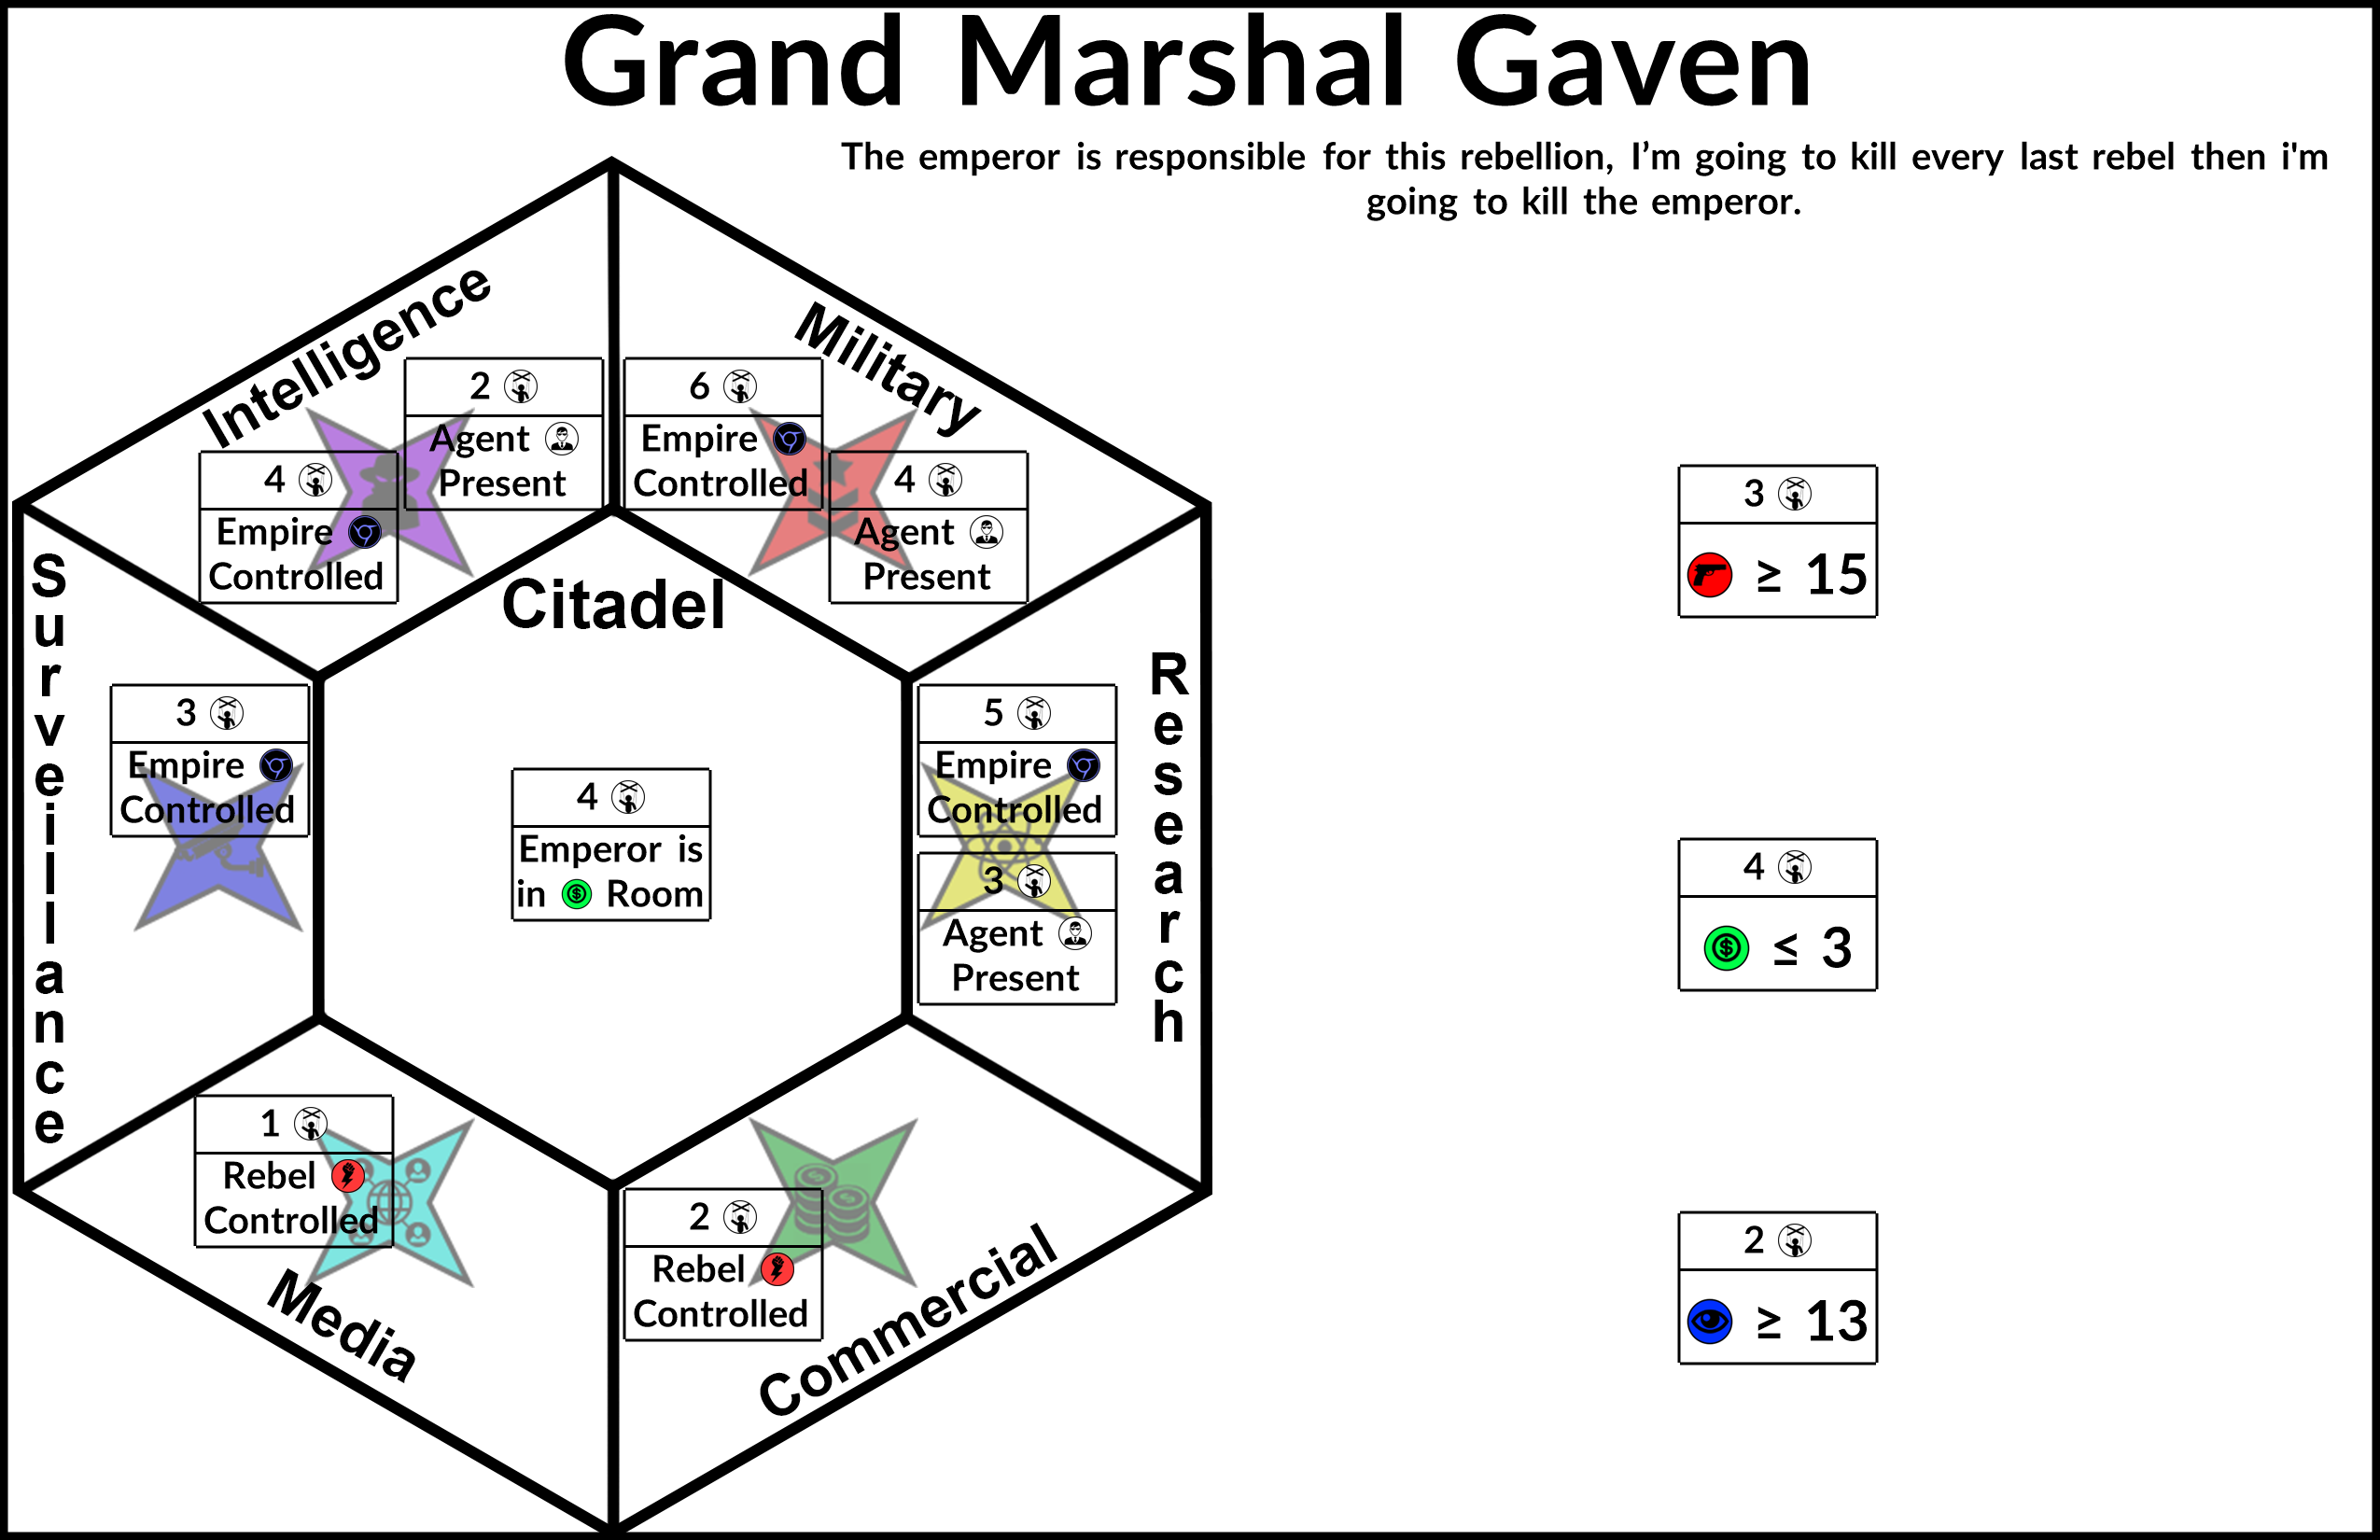 Grand Marshal Gaven
The emperor is responsible for this rebellion, I'm going to kill every last rebel then i'm
going to kill the emperor.
Intelligence
4
Empire
Controlled
2
Agent
Present
Military
6
Empire
Controlled
4
Agent
Present
Surveillance
3
Empire
Controlled
Citadel
4
Emperor is
in $ Room
Research
5
Empire
Controlled
3
Agent
Present
Media
1
Rebel
Controlled
Commercial
2
Rebel
Controlled
3
≥ 15
4
$ ≤ 3
2
≥ 13